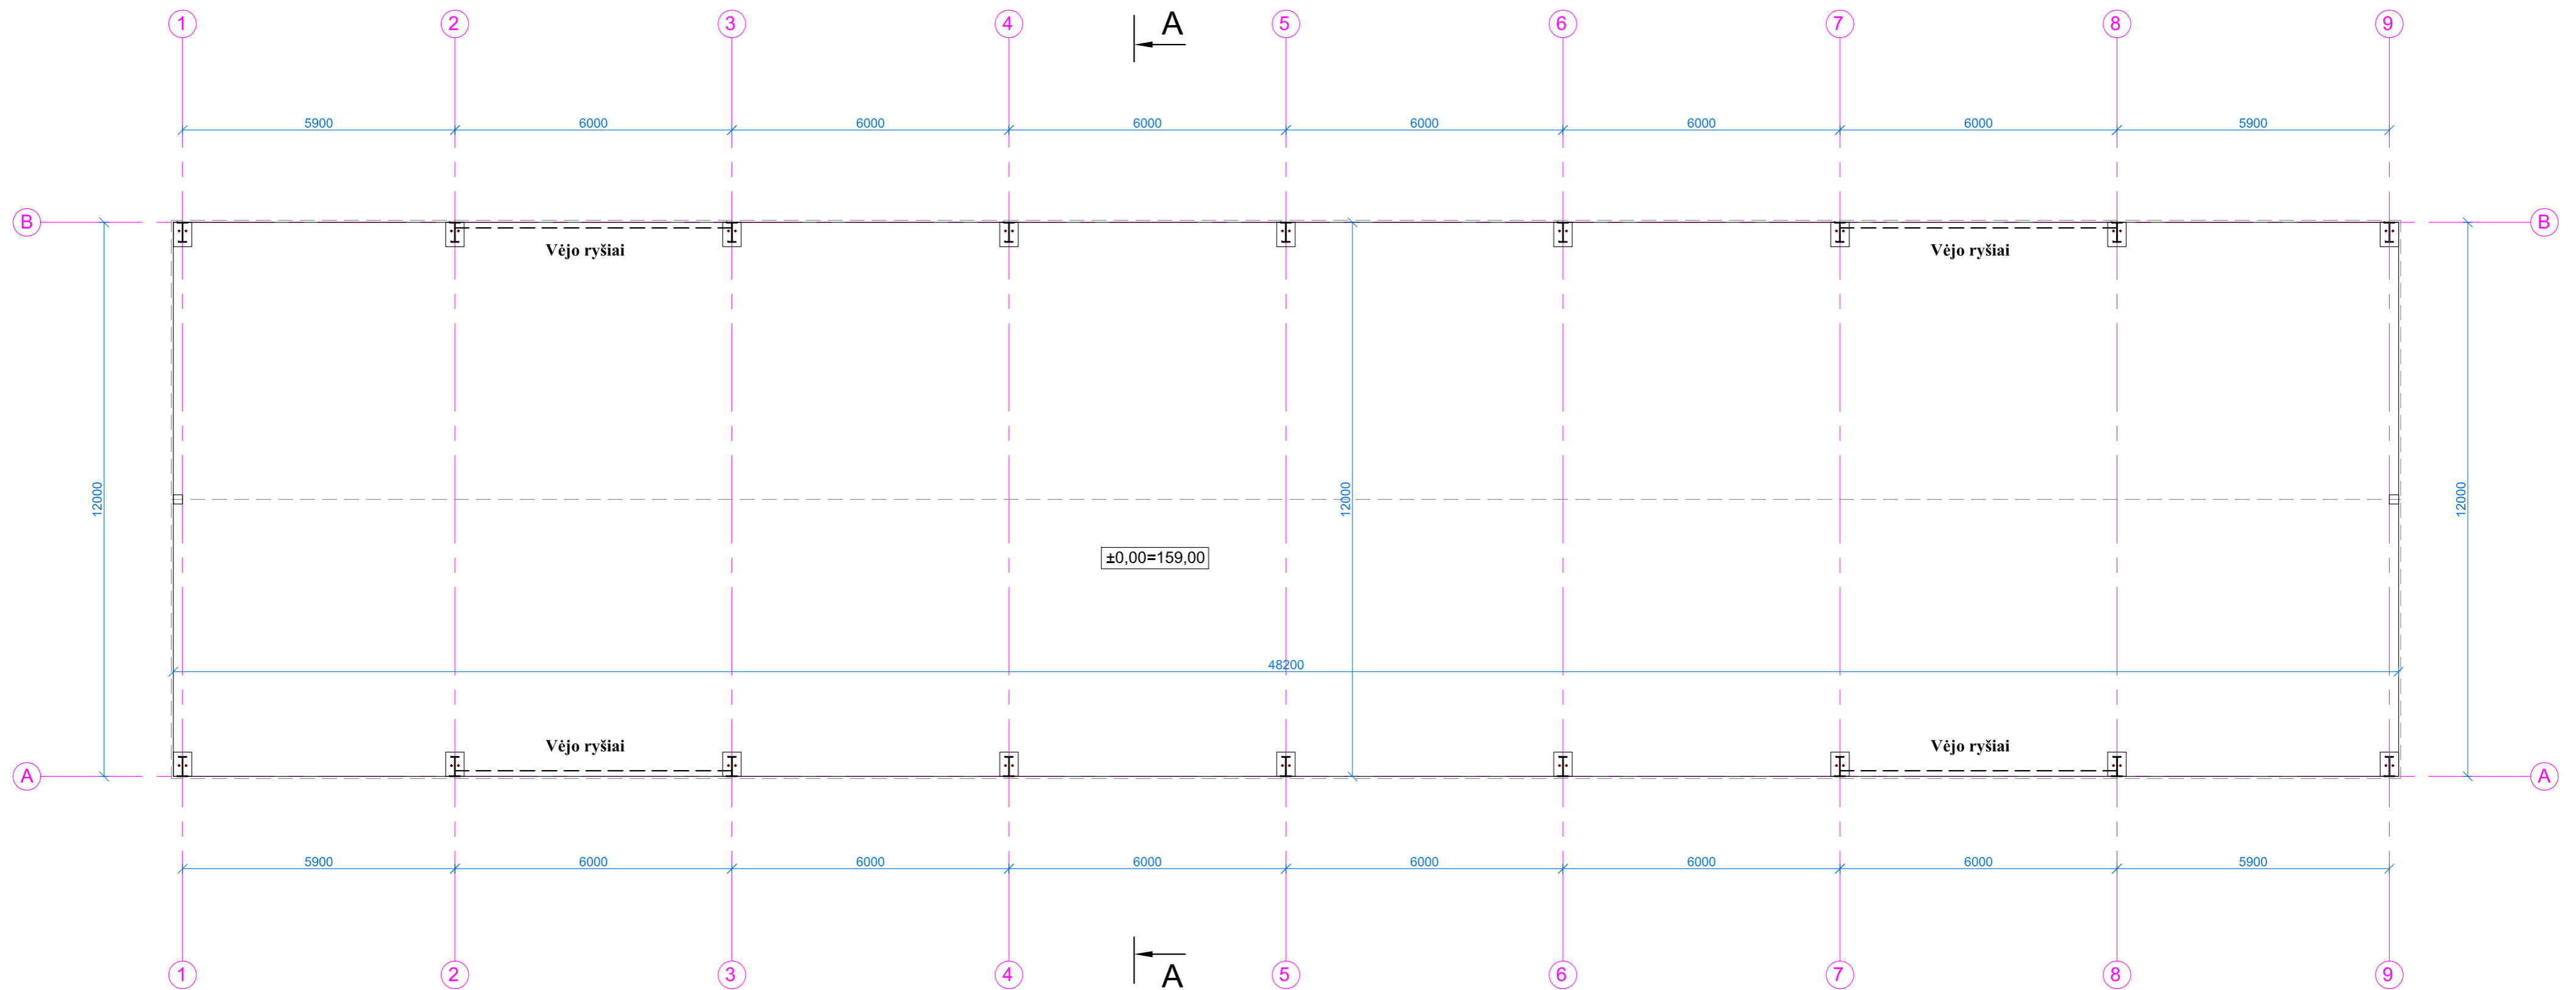 1 2 3 4 A 5 6 7 8 9
5900 6000 6000 6000 6000 6000 6000 5900
B B
Vėjo ryšiai Vėjo ryšiai
12000 12000 12000
±0,00=159,00
48200
Vėjo ryšiai Vėjo ryšiai
A A
5900 6000 6000 6000 6000 6000 6000 5900
1 2 3 4 A 5 6 7 8 9